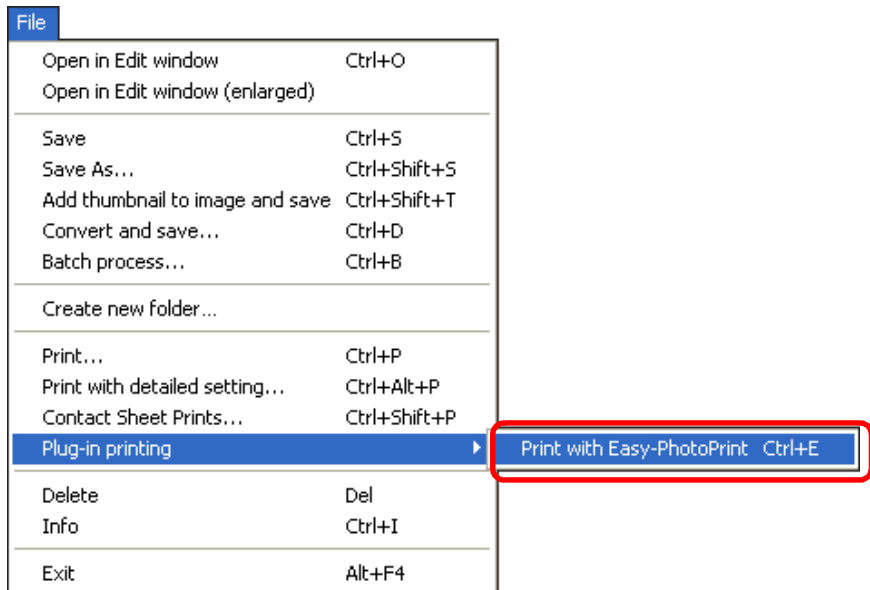 File
Open in Edit window Ctrl+O
Open in Edit window (enlarged)
Save Ctrl+S
Save As... Ctrl+Shift+S
Add thumbnail to image and save Ctrl+Shift+T
Convert and save... Ctrl+D
Batch process... Ctrl+B
Create new folder...
Print... Ctrl+P
Print with detailed setting... Ctrl+Alt+P
Contact Sheet Prints... Ctrl+Shift+P
Plug-in printing Print with Easy-PhotoPrint Ctrl+E
Delete Del
Info Ctrl+I
Exit Alt+F4